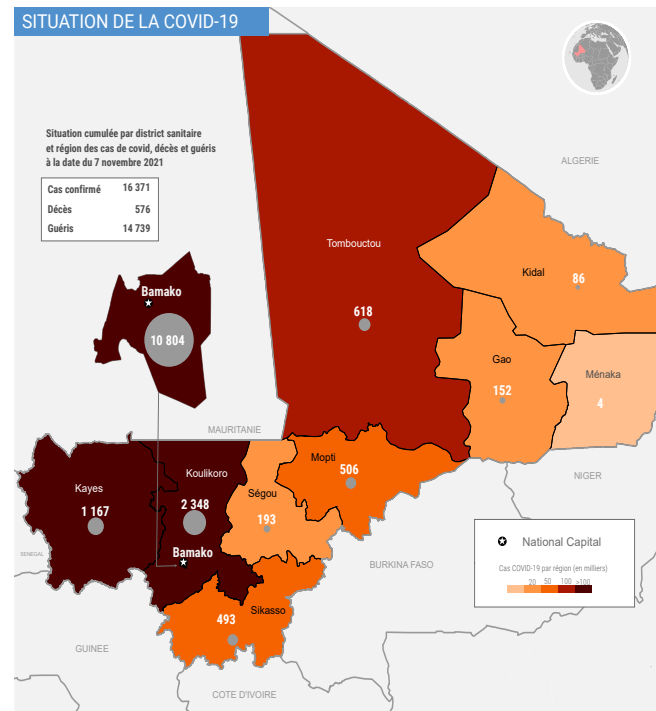 SITUATION DE LA COVID-19
Situation cumulée par district sanitaire
et région des cas de covid, décès et guéris
à la date du 7 novembre 2021
Cas confirmé 16 371
Décès 576
Guéris 14 739
ALGERIE
Tombouctou
618
Kidal
86
Bamako
10 804
Gao
152
Ménaka
4
MAURITANIE
Mopti
506
NIGER
Kayes
1 167
Koulikoro
2 348
Ségou
193
Bamako
SENEGAL
BURKINA FASO
National Capital
Cas COVID-19 par région (en milliers)
20 50 100 >100
Sikasso
493
GUINEE
COTE D'IVOIRE